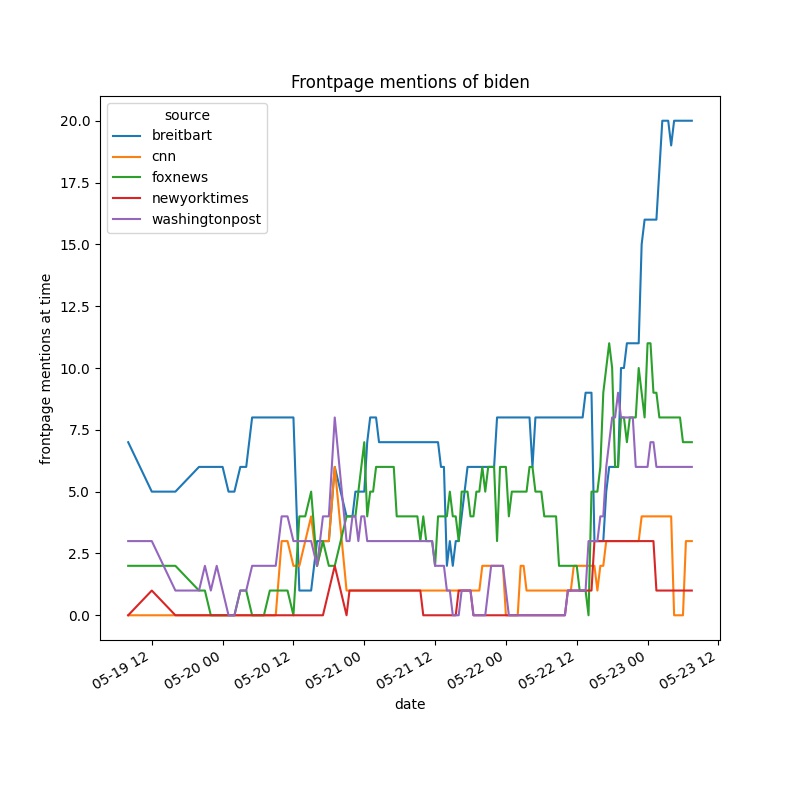 Frontpage mentions of biden
source
breitbart
cnn
foxnews
newyorktimes
washingtonpost
frontpage mentions at time
20.0
17.5
15.0
12.5
10.0
7.5
5.0
2.5
0.0
05-19 12
05-20 00
05-20 12
05-21 00
05-21 12
05-22 00
05-22 12
05-23 00
05-23 12
date